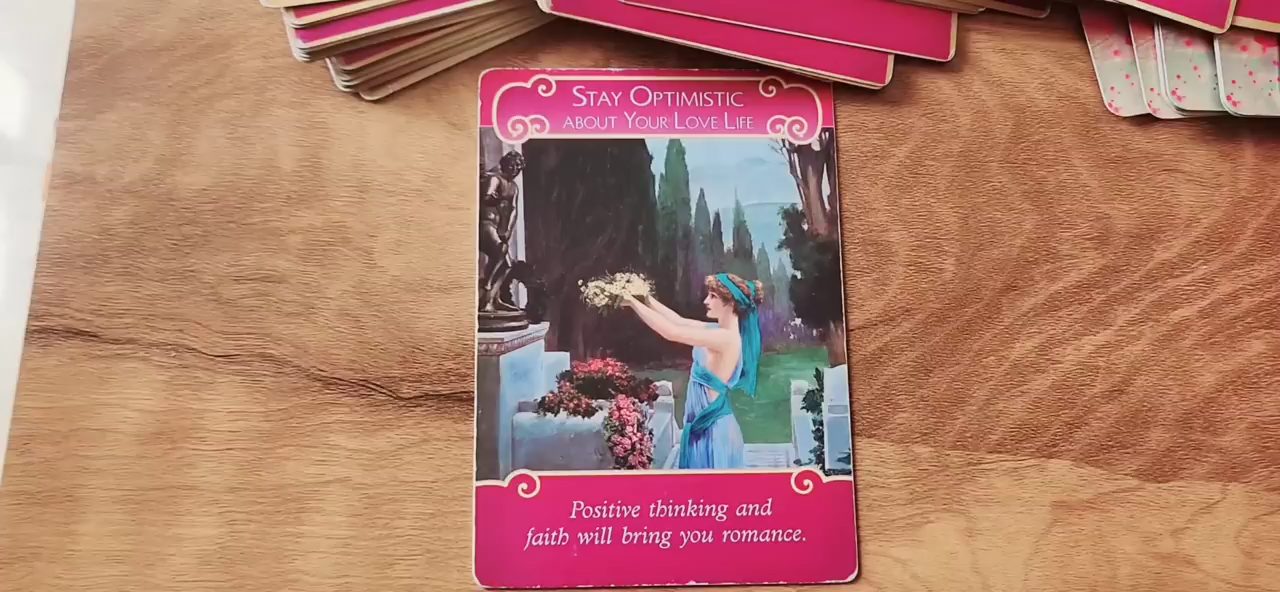 STAY OPTIMISTIC
ABOUT YOUR LOVE LIFE
Positive thinking and
faith will bring you romance.